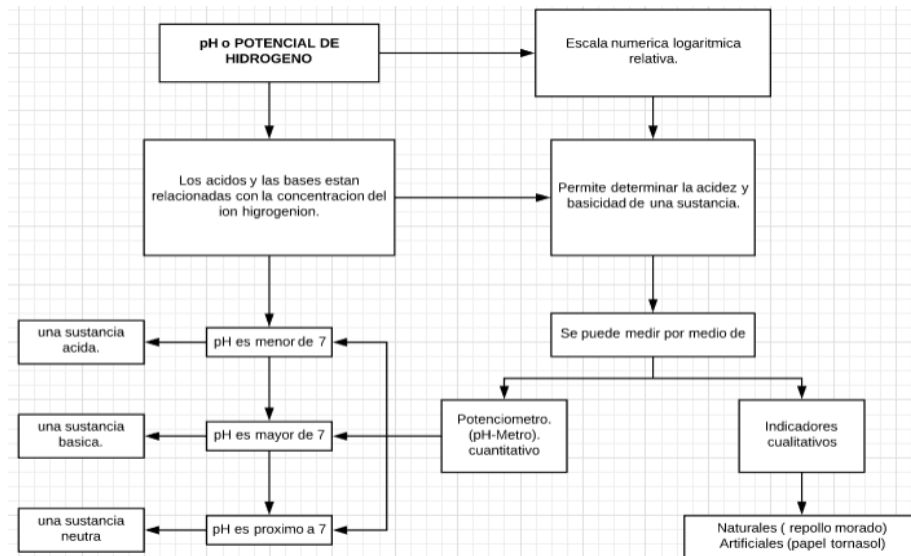 pH o POTENCIAL DE
HIDROGENO
Escala numerica logaritmica
relativa.
Los acidos y las bases estan
relacionadas con la concentracion del
ion higrogenion.
Permite determinar la acidez y
basicidad de una sustancia.
Se puede medir por medio de
una sustancia
acida.
pH es menor de 7
una sustancia
basica.
pH es mayor de 7
Potenciometro.
(pH-Metro).
cuantitativo
Indicadores
cualitativos
una sustancia
neutra
pH es proximo a 7
Naturales ( repollo morado)
Artificiales (papel tornasol)